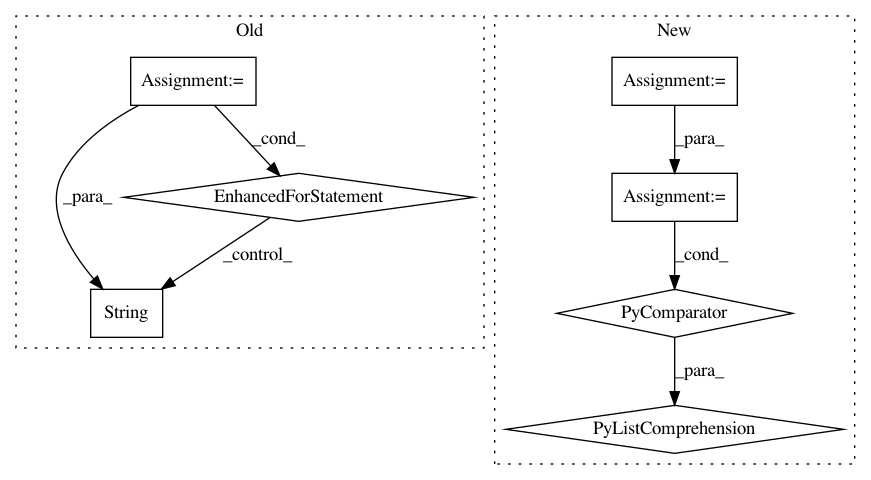 Old
New
Assignment:=
Assignment:=
_cond_
_para_
_para_
EnhancedForStatement
Assignment:=
_control_
_cond_
String
PyComparator
_para_
PyListComprehension